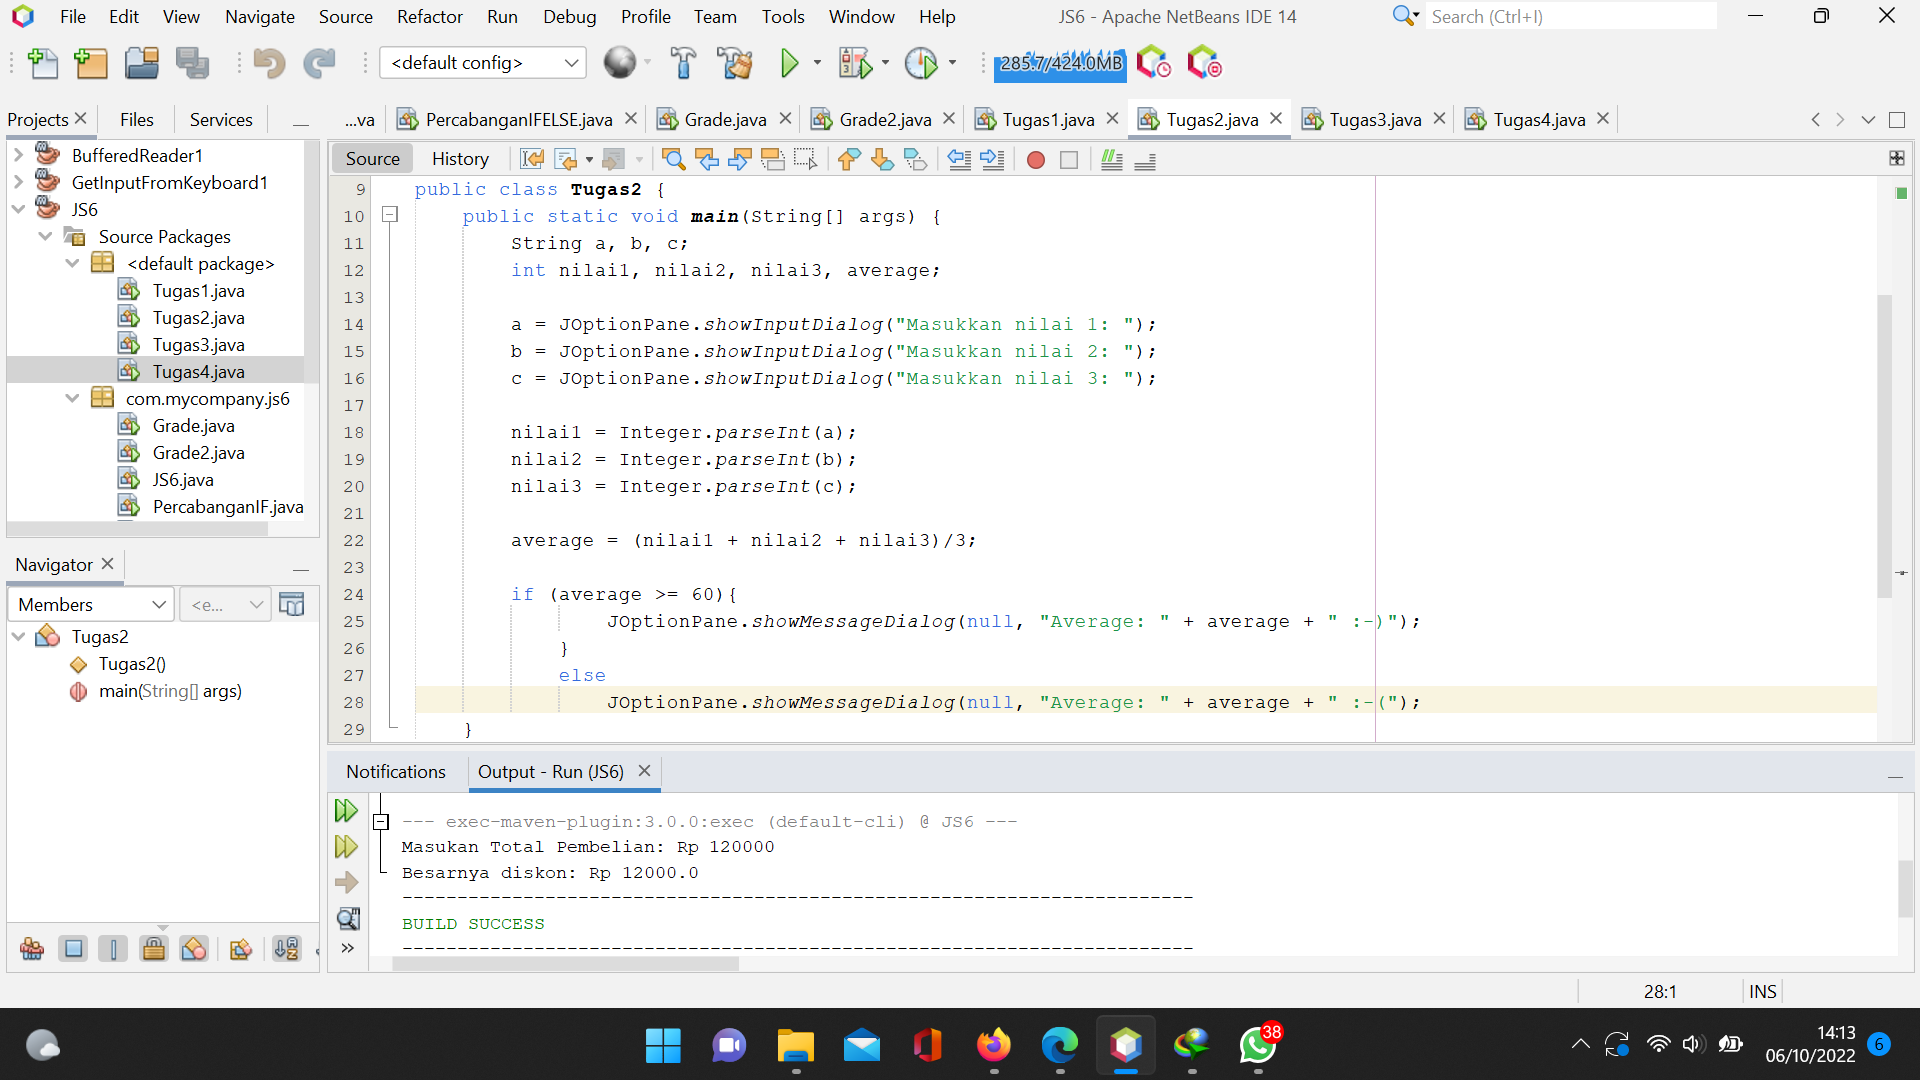 File Edit View Navigate Source Refactor Run Debug Profile Team Tools Window Help JS6 - Apache NetBeans IDE 14 Search (Ctrl+I)
<default config> 285.7/424.0MB
Projects Files Services
...va PercabanganIFELSE.java Grade.java Grade2.java Tugas1.java Tugas2.java Tugas3.java Tugas4.java
BufferedReader1
GetInputFromKeyboard1
JS6
Source Packages
<default package>
Tugas1.java
Tugas2.java
Tugas3.java
Tugas4.java
com.mycompany.js6
Grade.java
Grade2.java
JS6.java
PercabanganIF.java
Source History
9 public class Tugas2 {
10 public static void main(String[] args) {
11 String a, b, c;
12 int nilai1, nilai2, nilai3, average;
13
14 a = JOptionPane.showInputDialog("Masukkan nilai 1: ");
15 b = JOptionPane.showInputDialog("Masukkan nilai 2: ");
16 c = JOptionPane.showInputDialog("Masukkan nilai 3: ");
17
18 nilai1 = Integer.parseInt(a);
19 nilai2 = Integer.parseInt(b);
20 nilai3 = Integer.parseInt(c);
21
22 average = (nilai1 + nilai2 + nilai3)/3;
23
24 if (average >= 60){
25 JOptionPane.showMessageDialog(null, "Average: " + average + " :-)");
26 }
27 else
28 JOptionPane.showMessageDialog(null, "Average: " + average + " :-(");
29 }
Navigator
Members <e...
Tugas2
Tugas2()
main(String[] args)
Notifications Output - Run (JS6)
--- exec-maven-plugin:3.0.0:exec (default-cli) @ JS6 ---
Masukan Total Pembelian: Rp 120000
Besarnya diskon: Rp 12000.0
------------------------------------------------------------------------
BUILD SUCCESS
------------------------------------------------------------------------
28:1 INS
38
14:13
06/10/2022
6